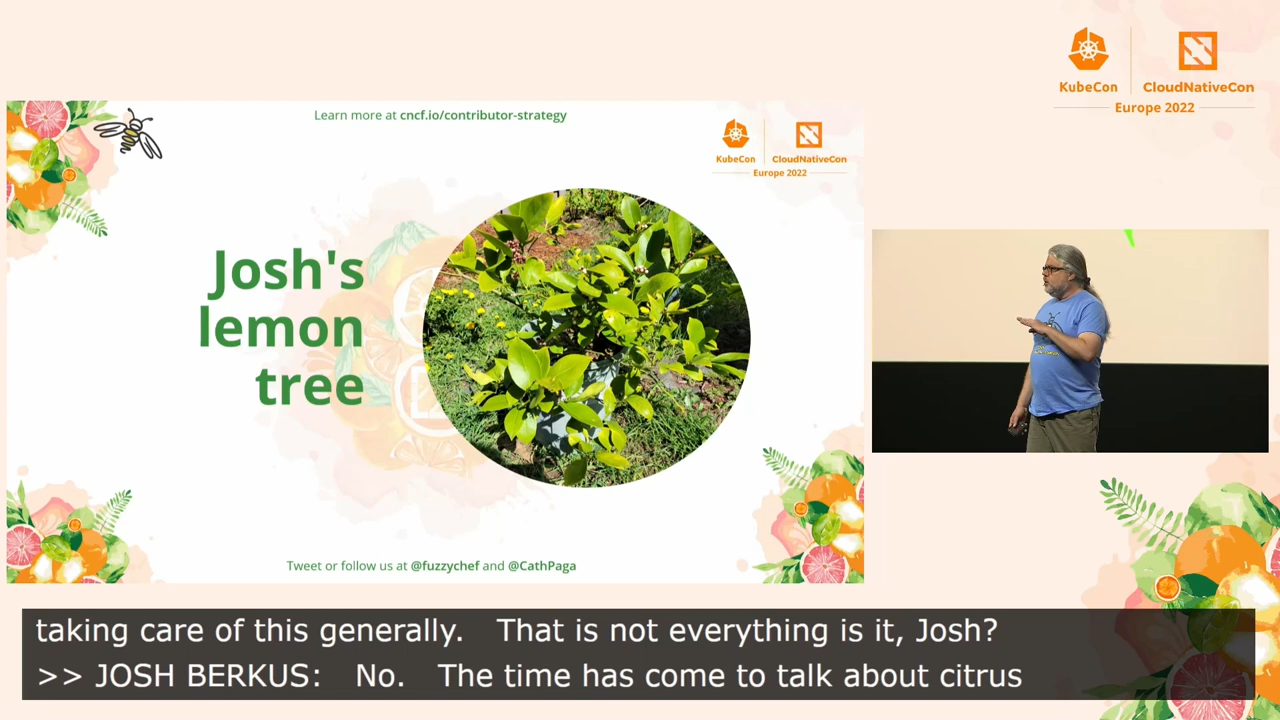 KubeCon
CloudNativeCon
Europe 2022
Learn more at cncf.io/contributor-strategy
KubeCon
CloudNativeCon
Europe 2022
Josh's
lemon
tree
Tweet or follow us at @fuzzychef and @CathPaga
taking care of this generally. That is not everything is it, Josh?
>> JOSH BERKUS: No. The time has come to talk about citrus